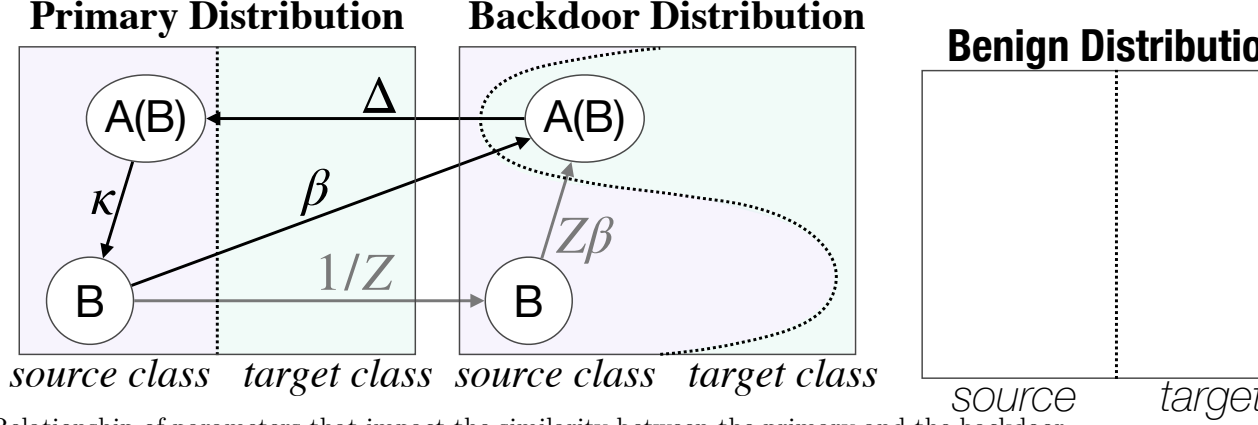 Primary Distribution
Backdoor Distribution
Benign Distributio
A(B)
Δ
A(B)
κ
β
Zβ
B
1/Z
B
source class
target class
source class
target class
source
target
Relationship of parameters that impact the similarity between the primary and the backdoor